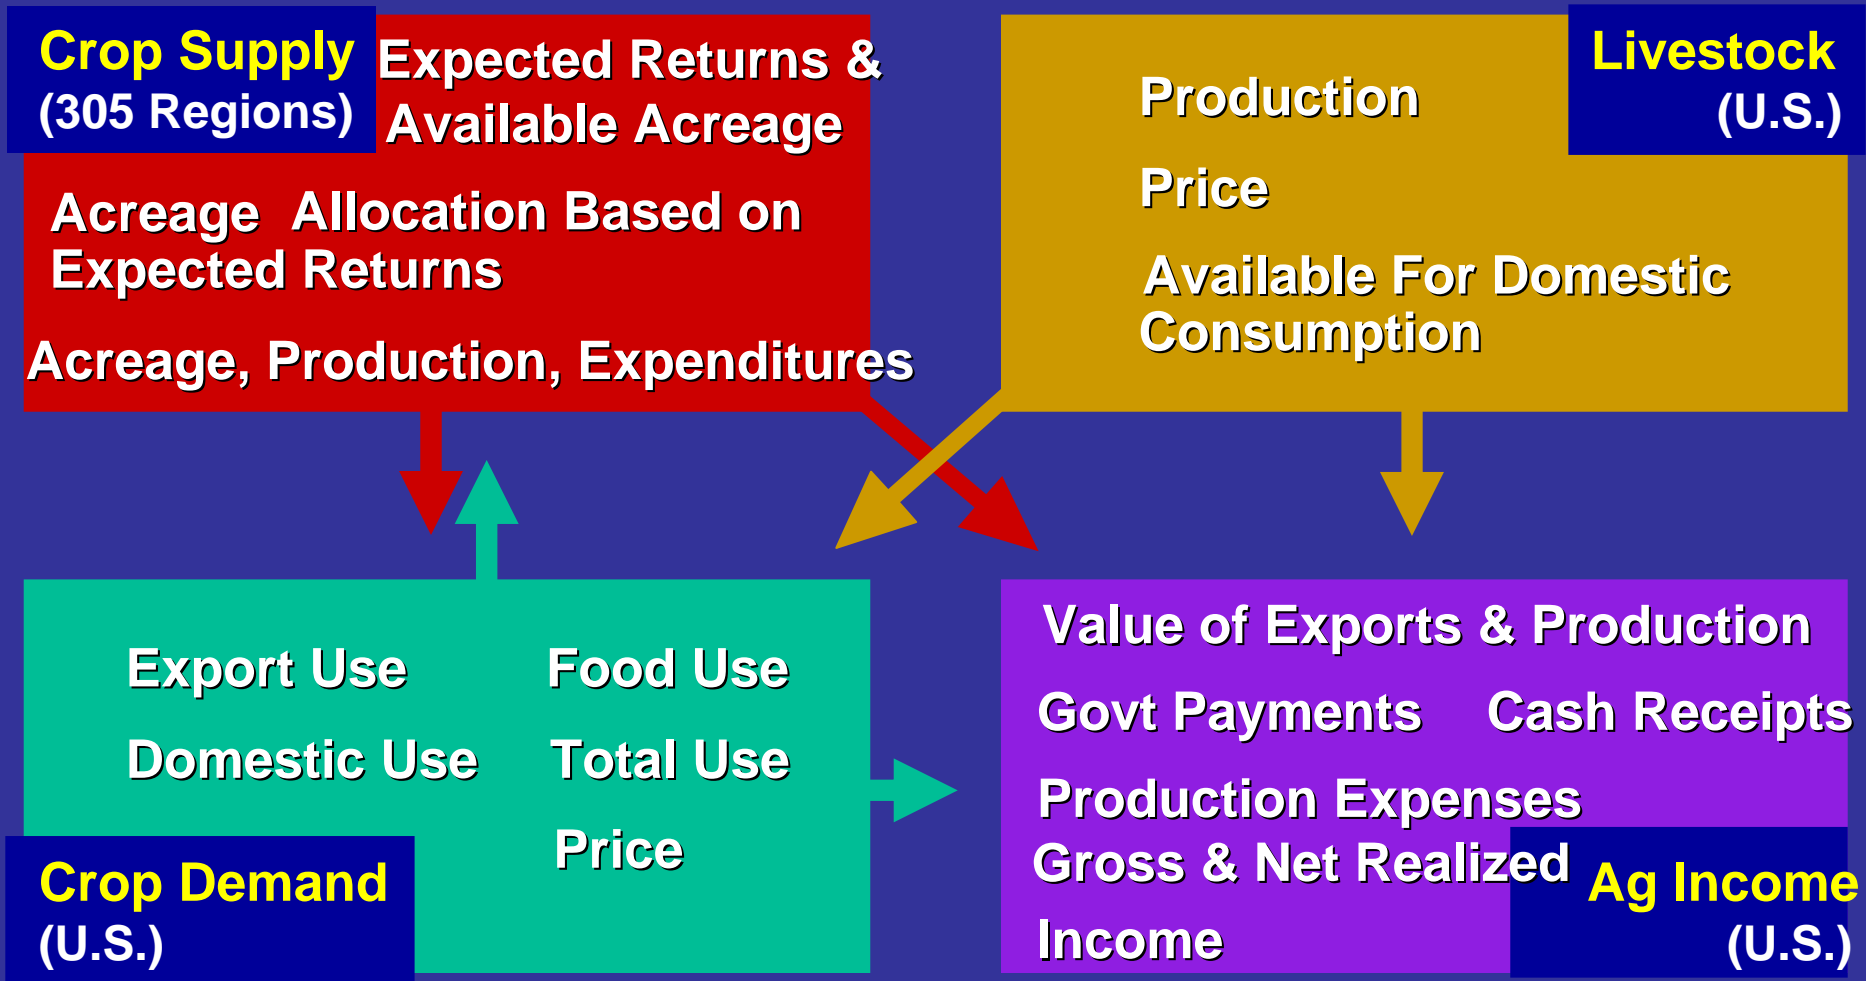 Crop Supply
(305 Regions)
Expected Returns &
Available Acreage
Acreage Allocation Based on
Expected Returns
Acreage, Production, Expenditures
Livestock
(U.S.)
Production
Price
Available For Domestic
Consumption
Export Use Food Use
Domestic Use Total Use
Price
Crop Demand
(U.S.)
Value of Exports & Production
Govt Payments Cash Receipts
Production Expenses
Gross & Net Realized
Income
Ag Income
(U.S.)